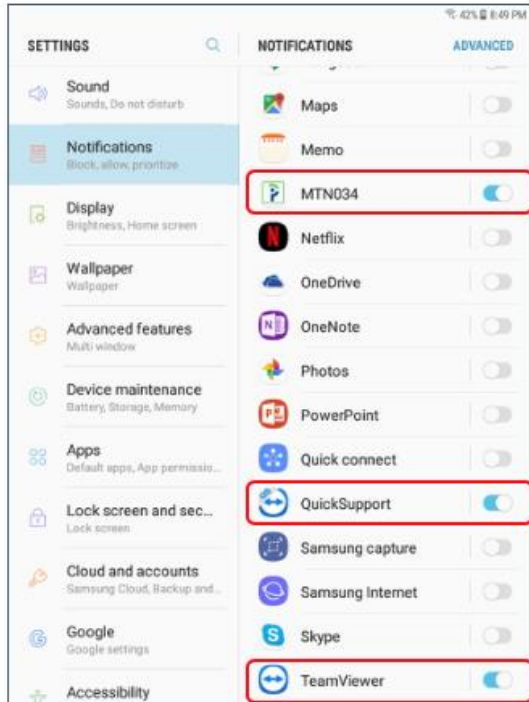 42% 8:49 PM
SETTINGS
Sound
Sounds, Do not disturb
Notifications
Block, allow, prioritize
Display
Brightness, Home screen
Wallpaper
Wallpaper
Advanced features
Multi window
Device maintenance
Battery, Storage, Memory
Apps
Default apps, App permissio...
Lock screen and sec...
Lock screen
Cloud and accounts
Samsung Cloud, Backup and...
Google
Google settings
Accessibility
NOTIFICATIONS
ADVANCED
Maps
Memo
MTN034
Netflix
OneDrive
OneNote
Photos
PowerPoint
Quick connect
QuickSupport
Samsung capture
Samsung Internet
Skype
TeamViewer